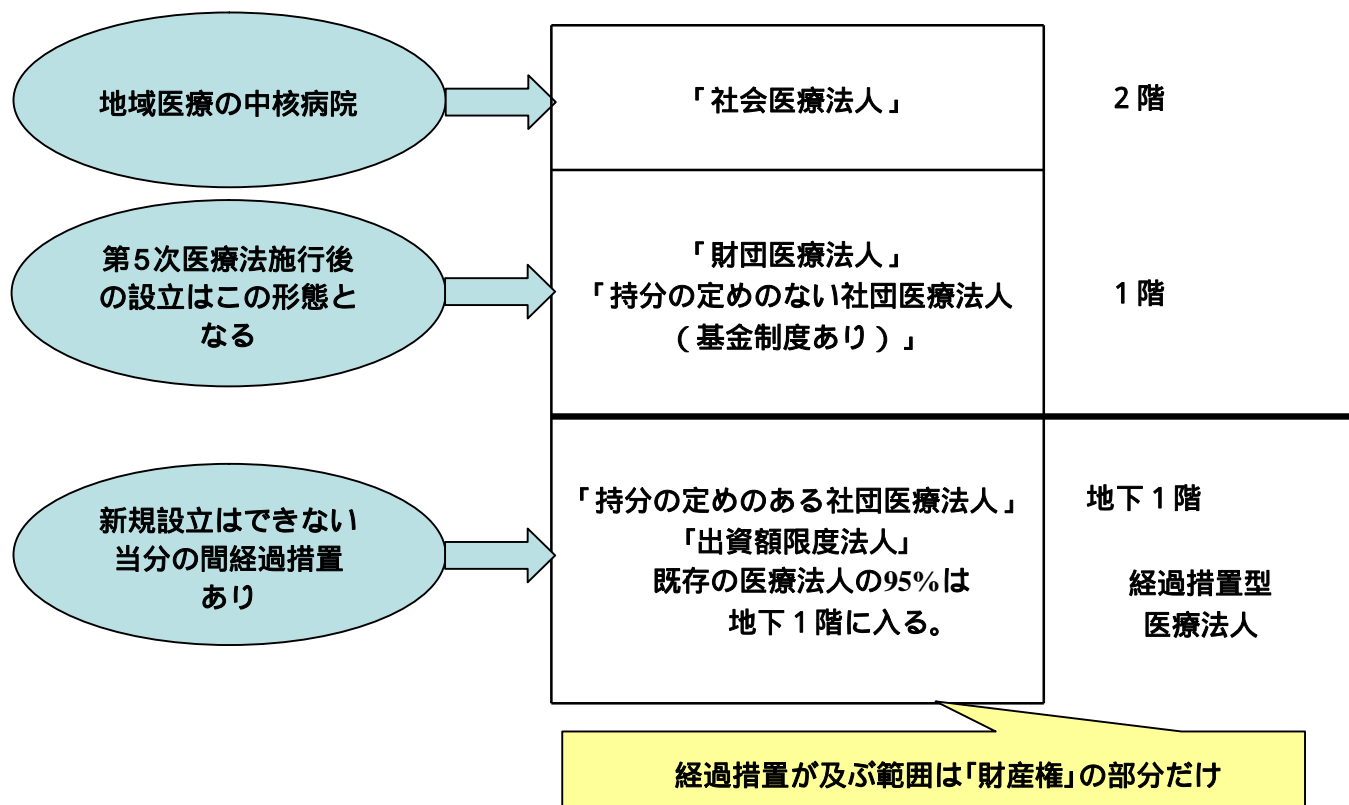 地域医療の中核病院
「社会医療法人」
2階
第5次医療法施行後
の設立はこの形態と
なる
「財団医療法人」
「持分の定めのない社団医療法人
(基金制度あり)」
1階
新規設立はできない
当分の間経過措置
あり
「持分の定めのある社団医療法人」
「出資額限度法人」
既存の医療法人の95%は
地下1階に入る。
地下1階
経過措置型
医療法人
経過措置が及ぶ範囲は「財産権」の部分だけ